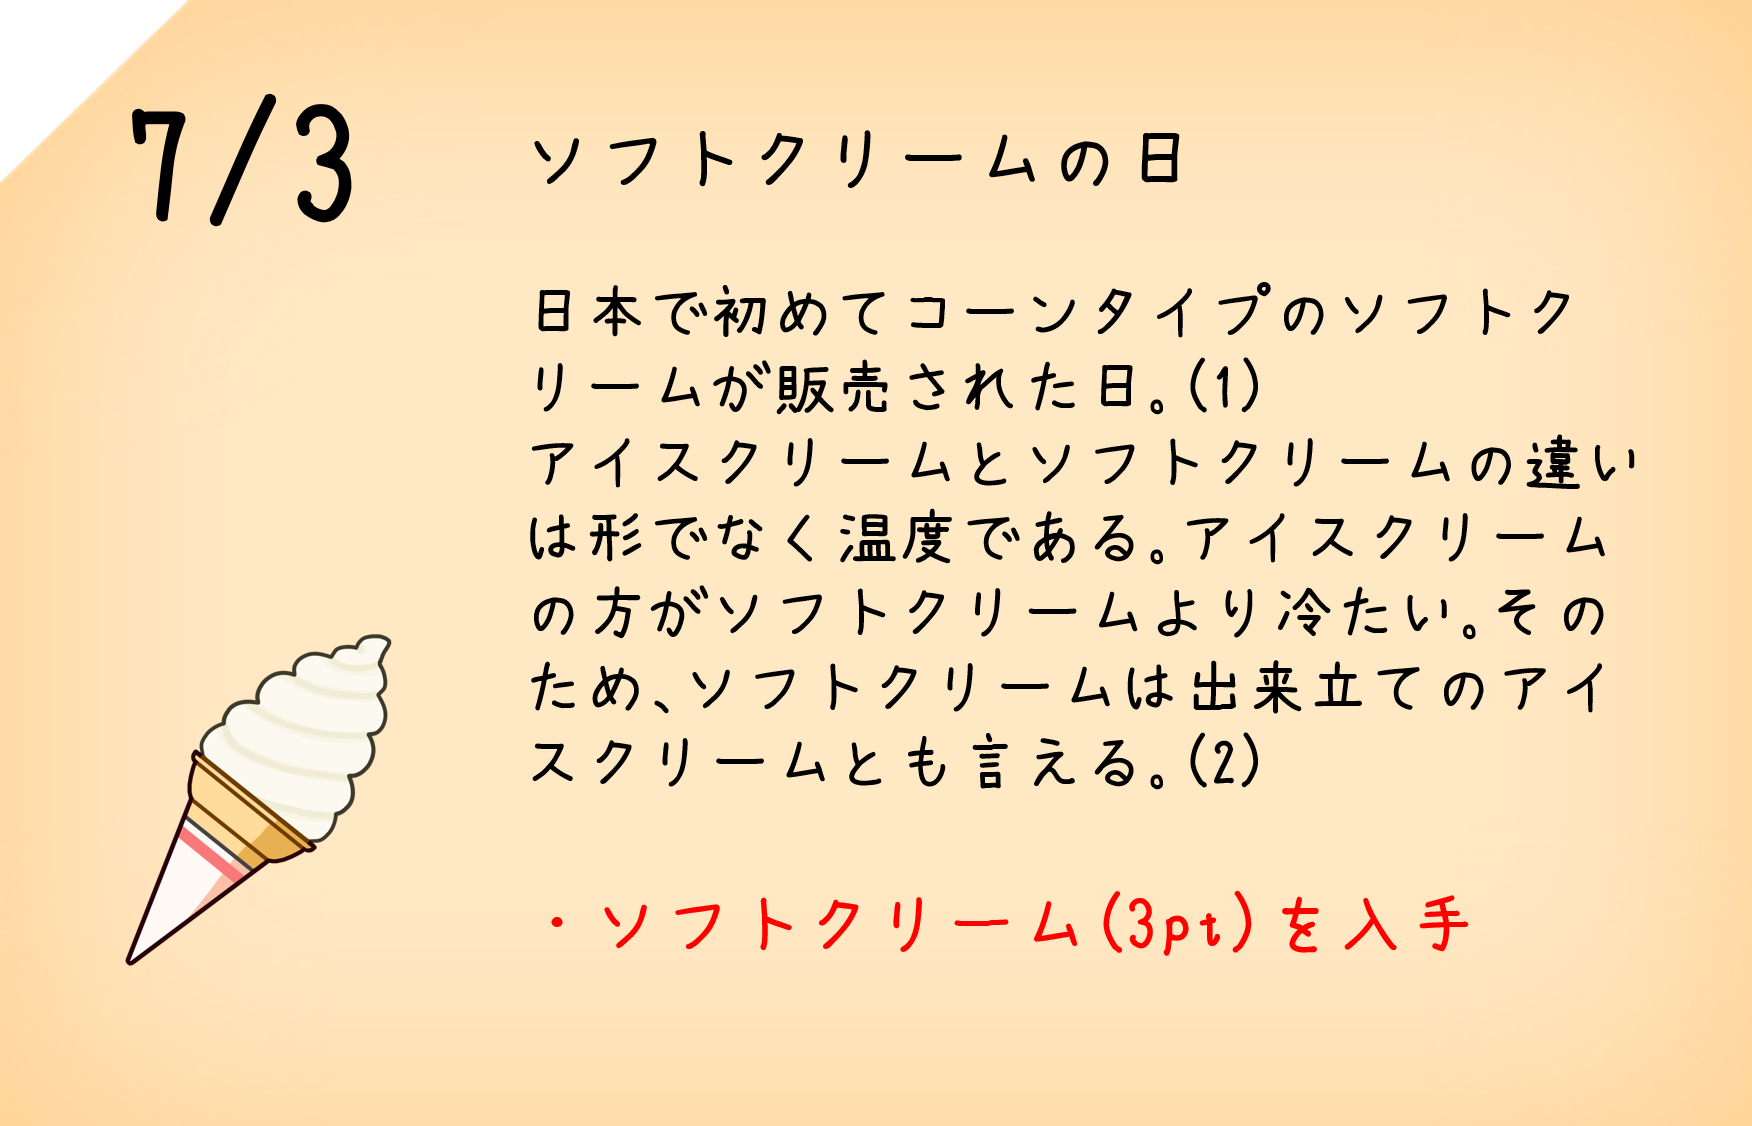 7/3
ソフトクリームの日
日本で初めてコーンタイプのソフトク
リームが販売された日。(1)
アイスクリームとソフトクリームの違い
は形でなく温度である。アイスクリーム
の方がソフトクリームより冷たい。その
ため、ソフトクリームは出来立てのアイ
スクリームとも言える。(2)
・ソフトクリーム(3pt)を入手